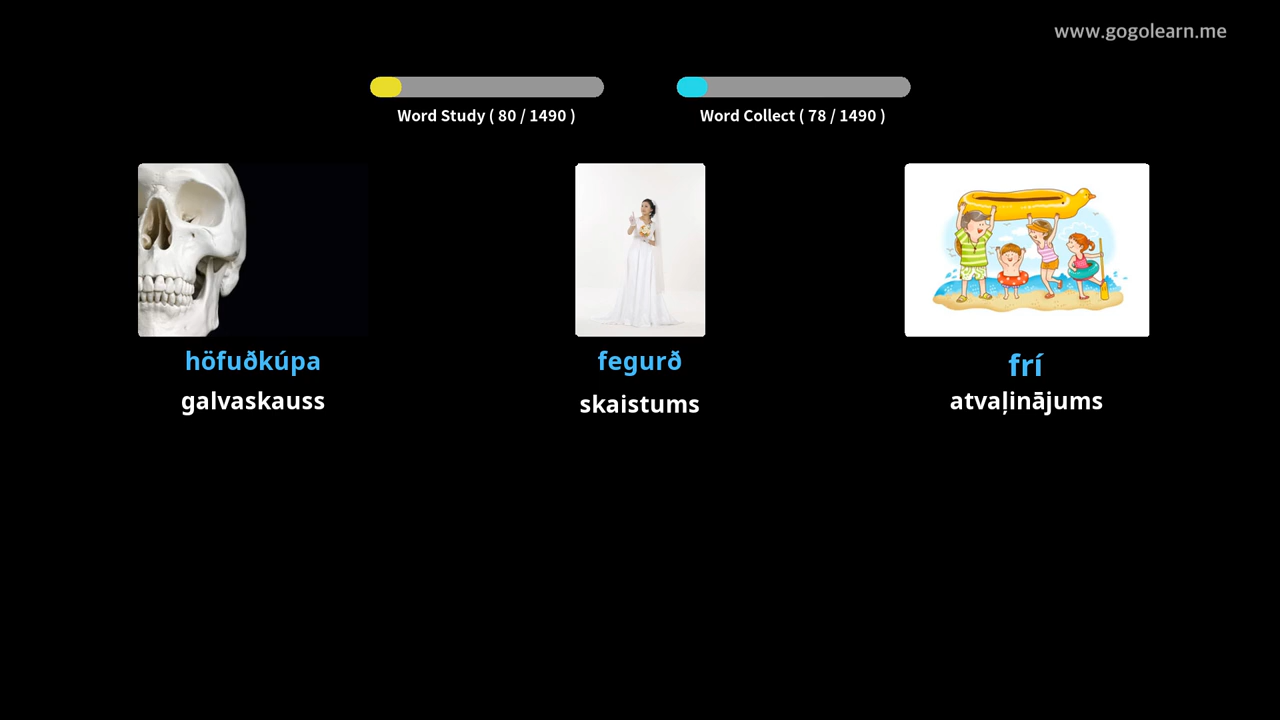 www.gogolearn.me
Word Study ( 80 / 1490 )
Word Collect ( 78 / 1490 )
höfuðkúpa
fegurð
frí
galvaskauss
skaistums
atvaļinājums